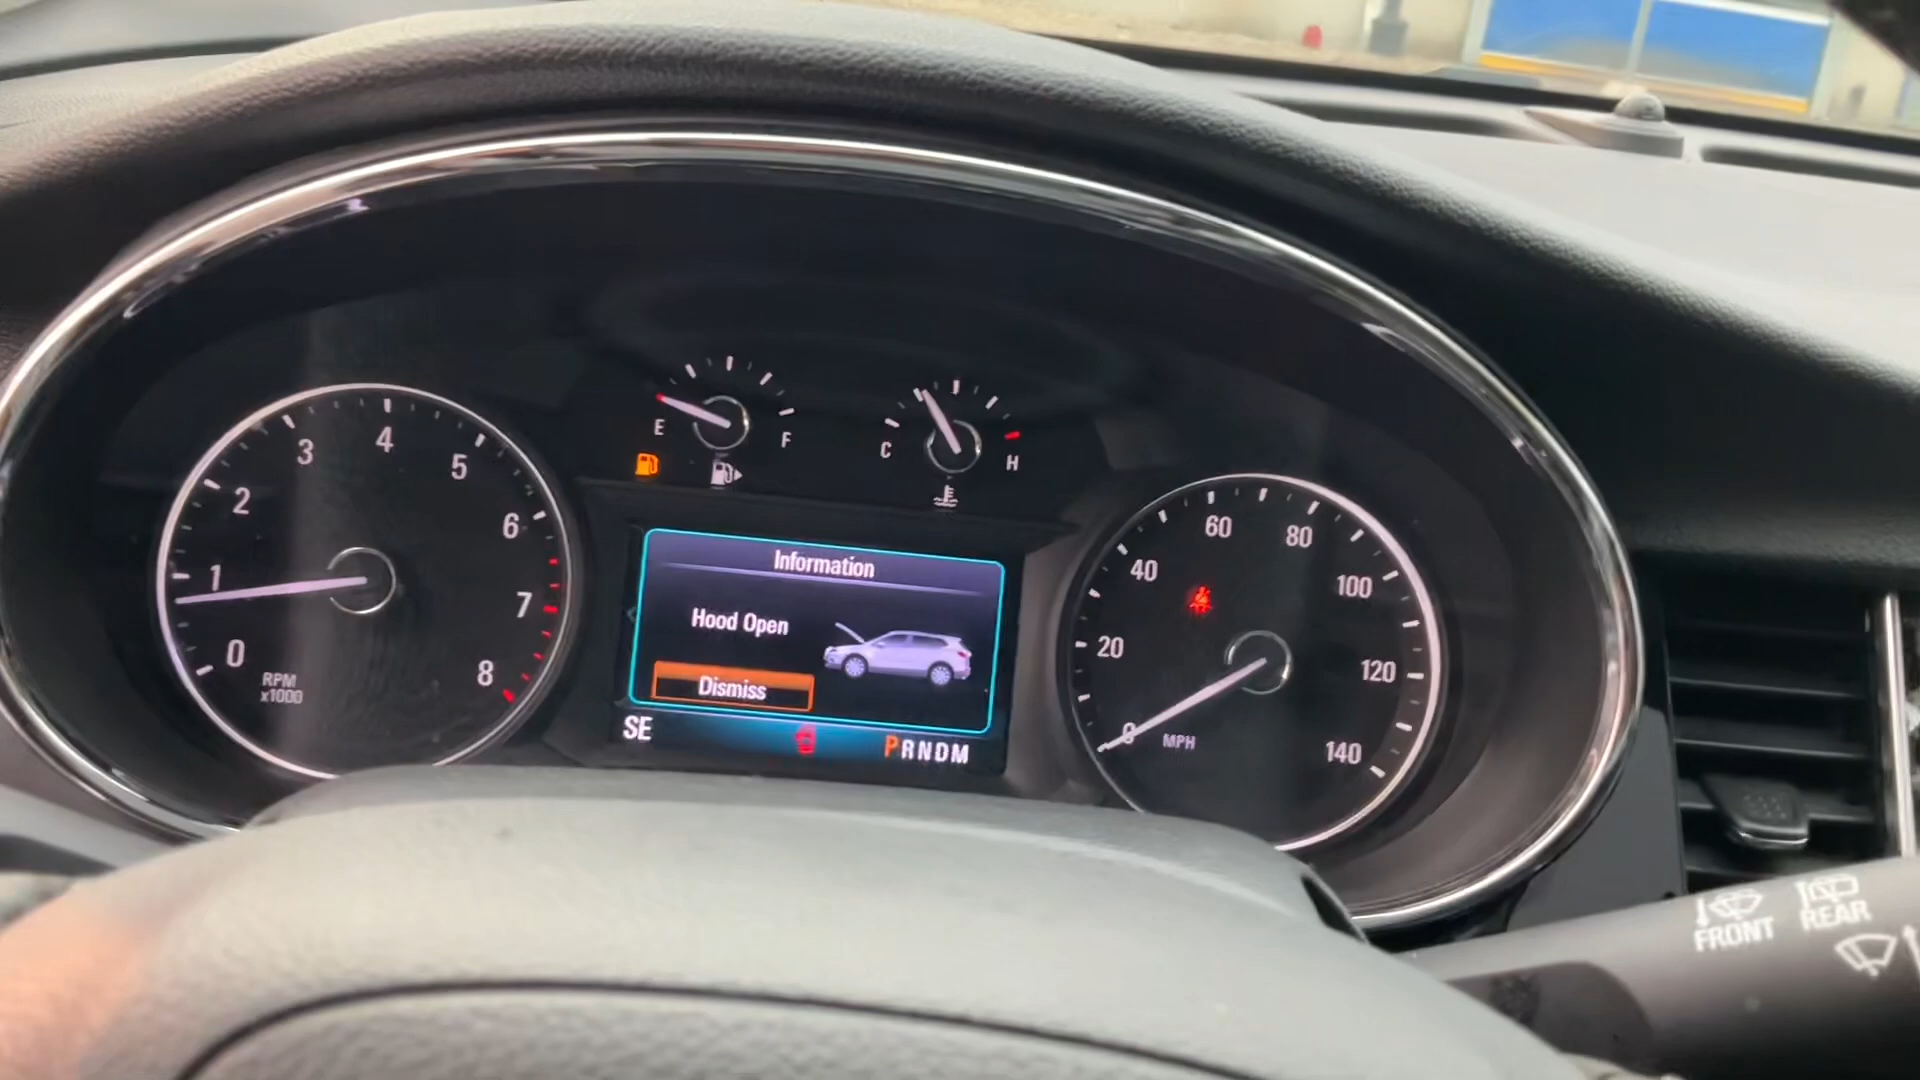 0
1
2
3
4
5
6
7
8
RPM
x1000
E
F
C
H
Information
Hood Open
Dismiss
SE
PRNDM
0
20
40
60
80
100
120
140
MPH
FRONT
REAR